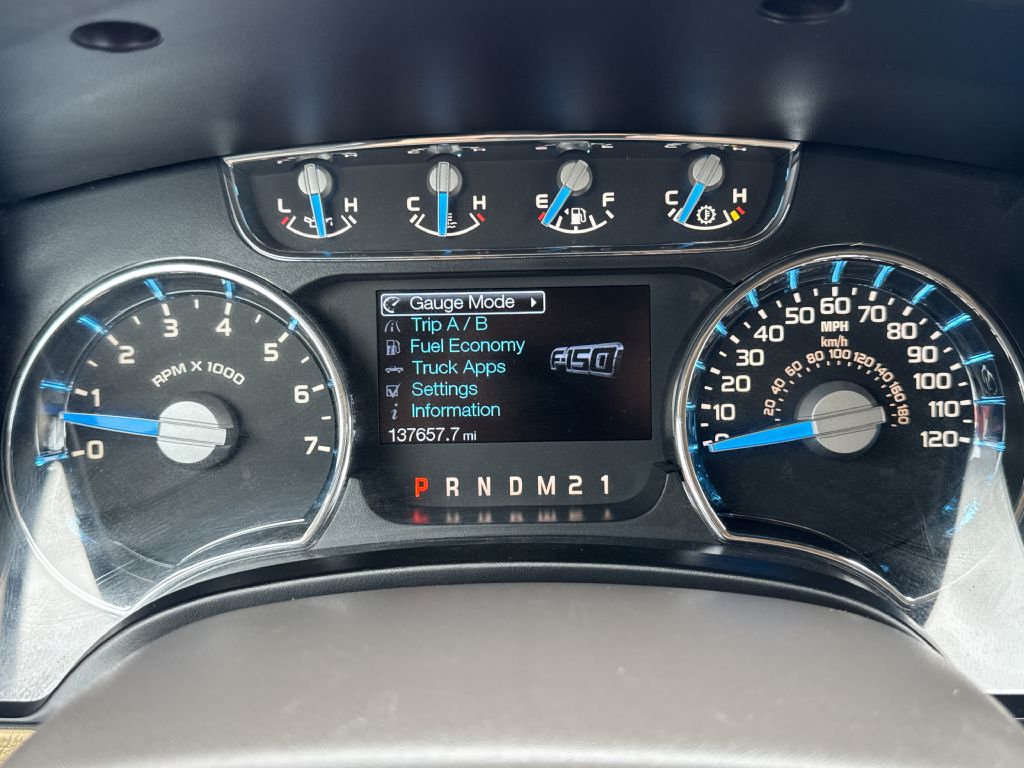 L H C H E F C H
Gauge Mode
Trip A / B
Fuel Economy
Truck Apps
Settings
Information
137657.7 mi
F-150
P R N D M 2 1
0 1 2 3 4 5 6 7
RPM X 1000
0 10 20 30 40 50 60 70 80 90 100 110 120
MPH
km/h
20 40 60 80 100 120 140 160 180